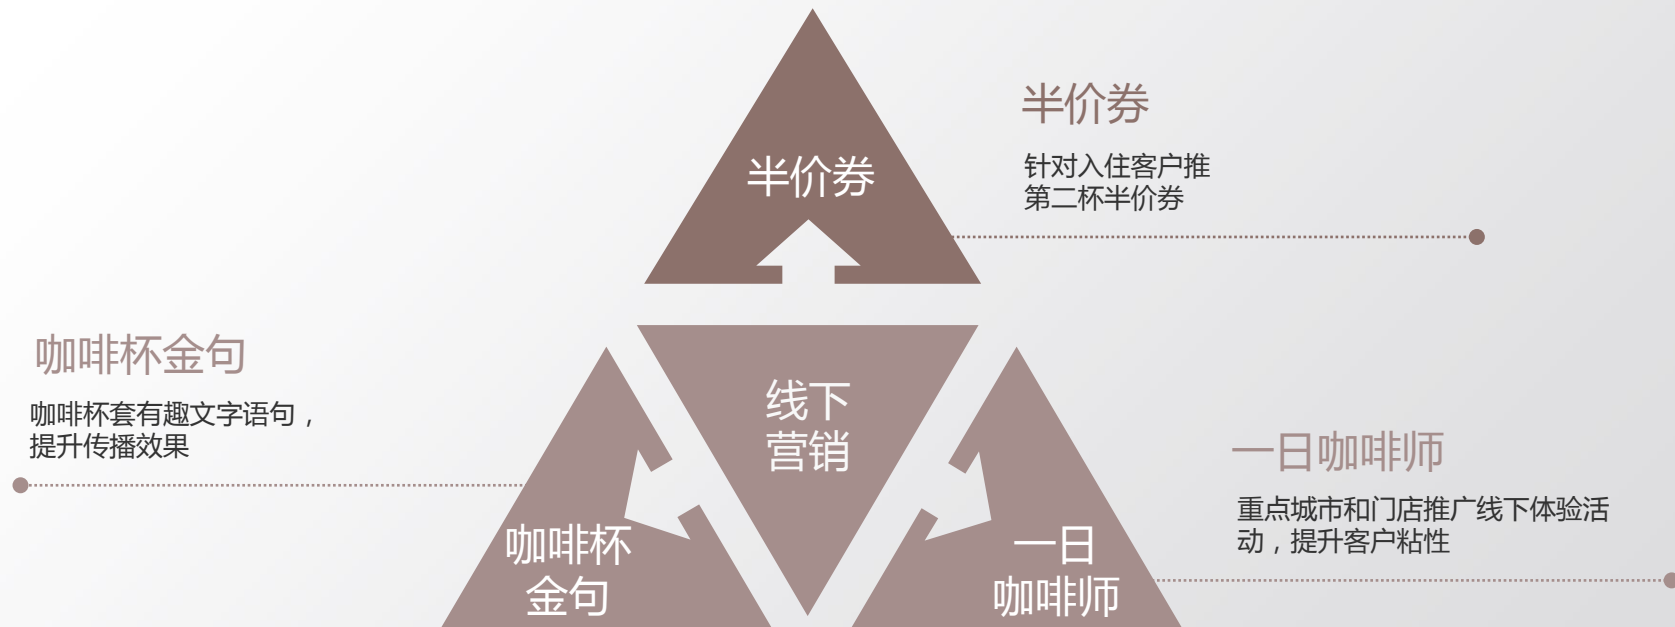 半价券
半价券
针对入住客户推
第二杯半价券
咖啡杯金句
咖啡杯套有趣文字语句，
提升传播效果
线下
营销
一日咖啡师
重点城市和门店推广线下体验活
动，提升客户粘性
咖啡杯
金句
一日
咖啡师